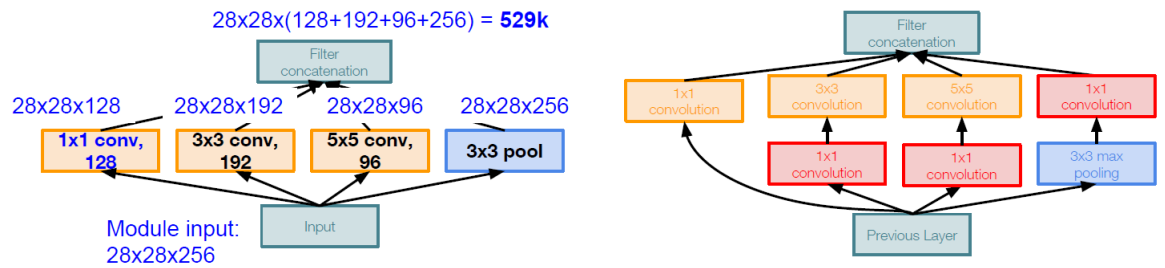 28x28x(128+192+96+256) = 529k
Filter
concatenation
28x28x128
28x28x192
28x28x96
28x28x256
1x1 conv,
128
3x3 conv,
192
5x5 conv,
96
3x3 pool
Input
Module input:
28x28x256
Filter
concatenation
1x1
convolution
3x3
convolution
5x5
convolution
1x1
convolution
1x1
convolution
1x1
convolution
3x3 max
pooling
Previous Layer